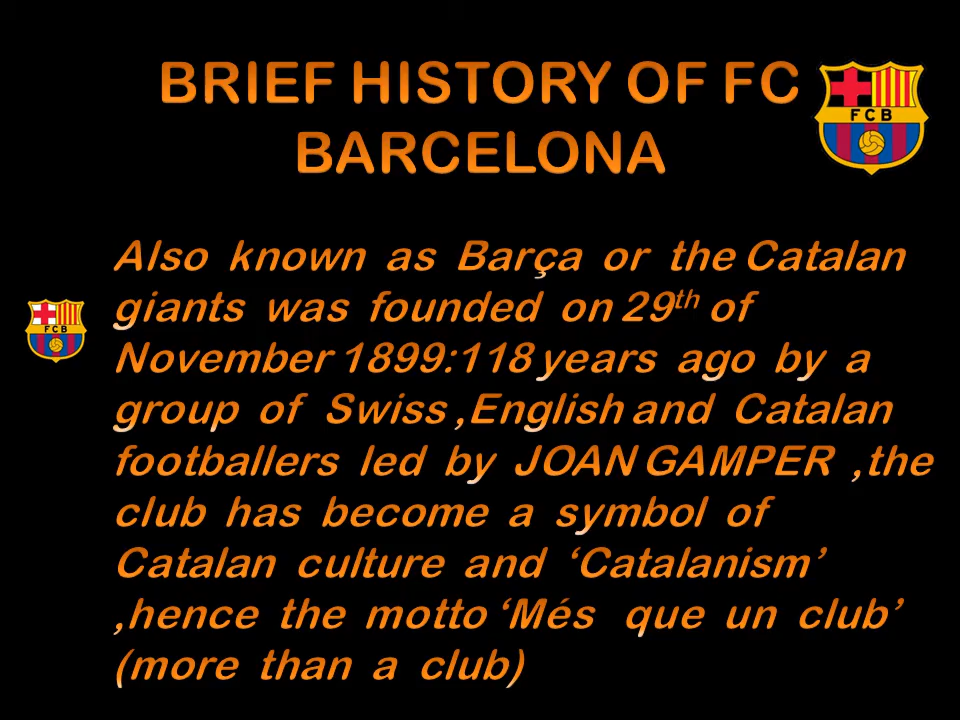 BRIEF HISTORY OF FC
BARCELONA
FCB
Also known as Barça or the Catalan
giants was founded on 29th of
FCB
November 1899:118 years ago by a
group of Swiss ,English and Catalan
footballers led by JOAN GAMPER ,the
club has become a symbol of
Catalan culture and ‘Catalanism’
,hence the motto ‘Més que un club’
(more than a club)